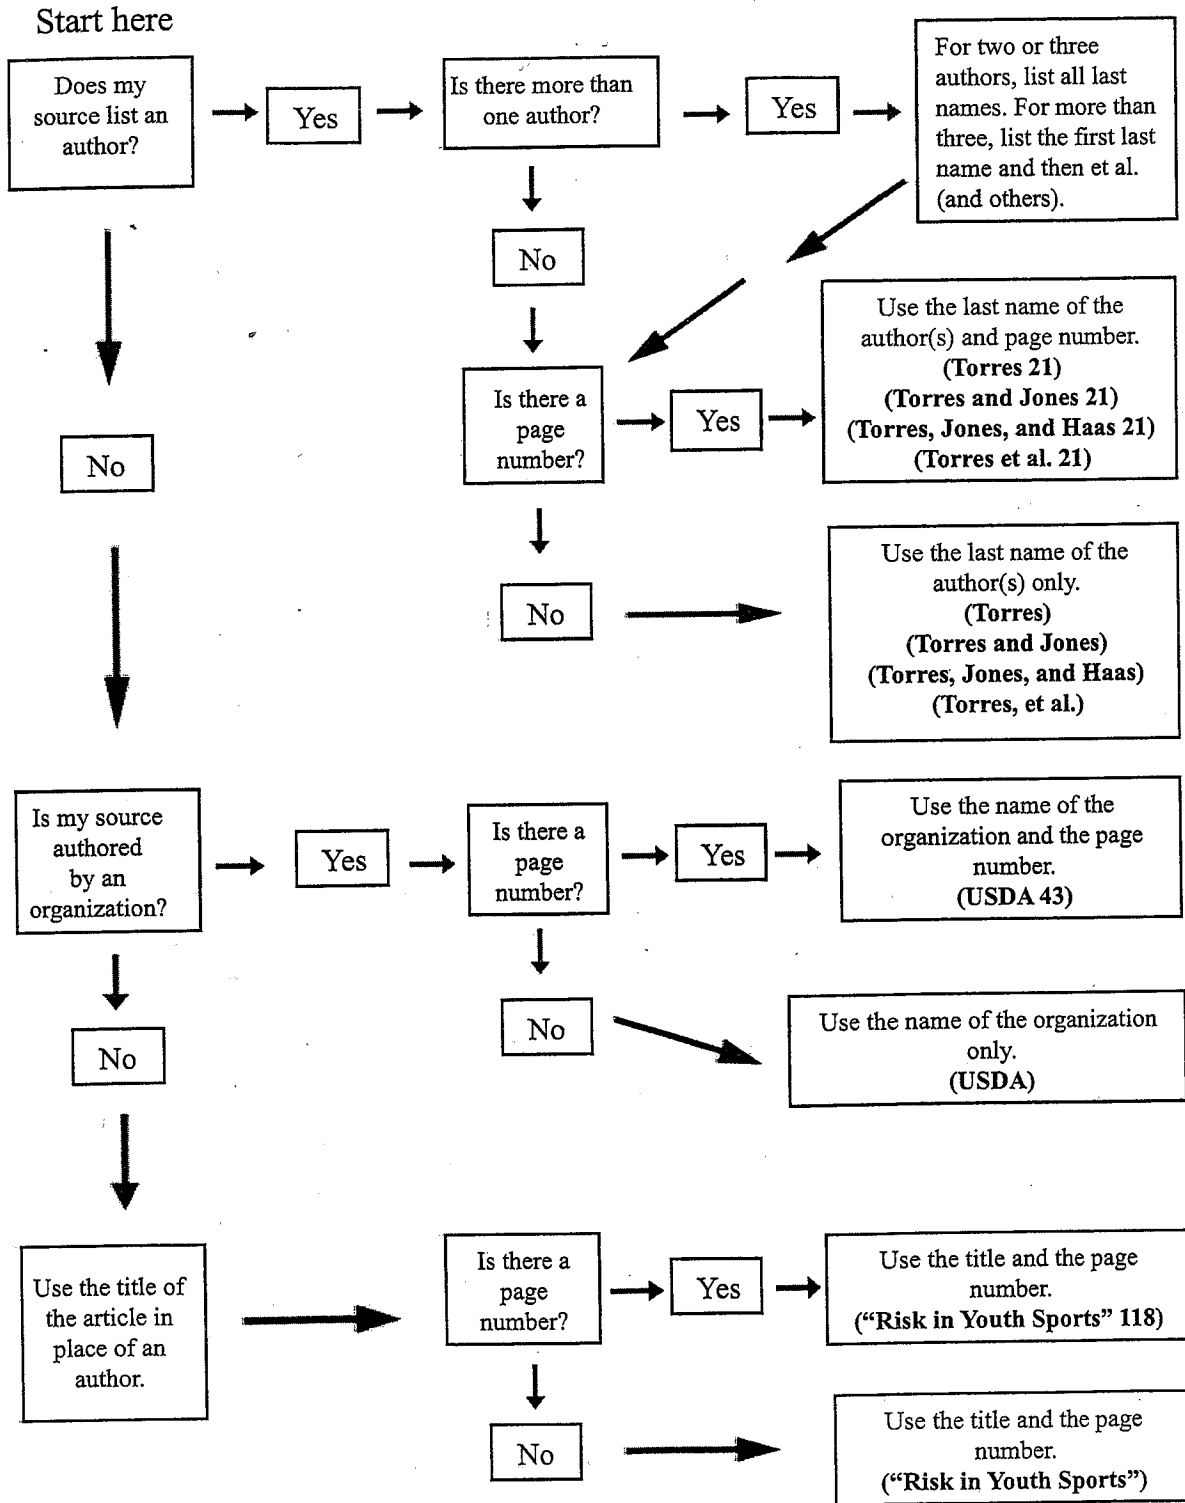 Start here
Does my
source list an
author?
Yes
Is there more than
one author?
Yes
For two or three
authors, list all last
names. For more than
three, list the first last
name and then et al.
(and others).
No
No
Is there a
page
number?
Yes
Use the last name of the
author(s) and page number.
(Torres 21)
(Torres and Jones 21)
(Torres, Jones, and Haas 21)
(Torres et al. 21)
No
Use the last name of the
author(s) only.
(Torres)
(Torres and Jones)
(Torres, Jones, and Haas)
(Torres, et al.)
Is my source
authored
by an
organization?
Yes
Is there a
page
number?
Yes
Use the name of the
organization and the page
number.
(USDA 43)
No
No
Use the name of the organization
only.
(USDA)
Use the title of
the article in
place of an
author.
Is there a
page
number?
Yes
Use the title and the page
number.
(“Risk in Youth Sports” 118)
No
Use the title and the page
number.
(“Risk in Youth Sports”)